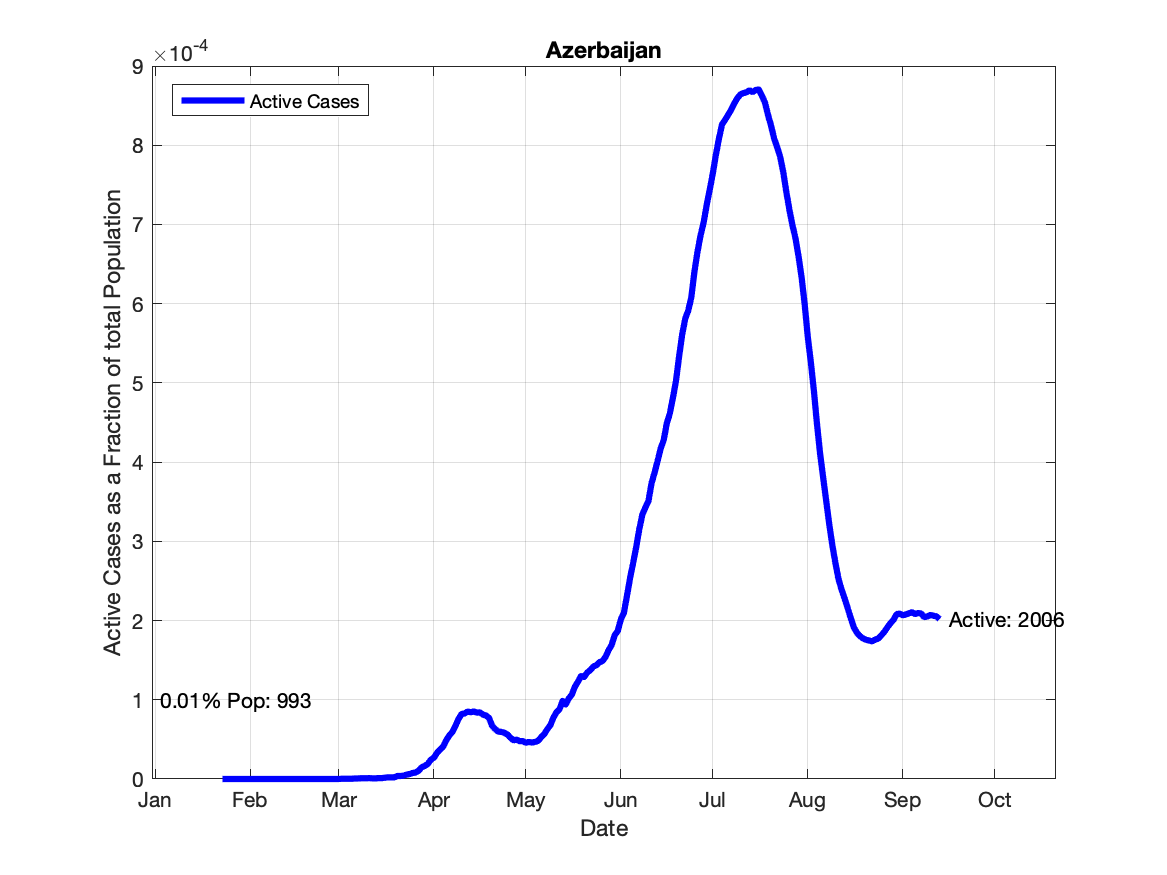 Azerbaijan
×10-4
Active Cases
9
8
7
6
5
4
3
2
1
0
Active Cases as a Fraction of total Population
0.01% Pop: 993
Active: 2006
Jan Feb Mar Apr May Jun Jul Aug Sep Oct
Date